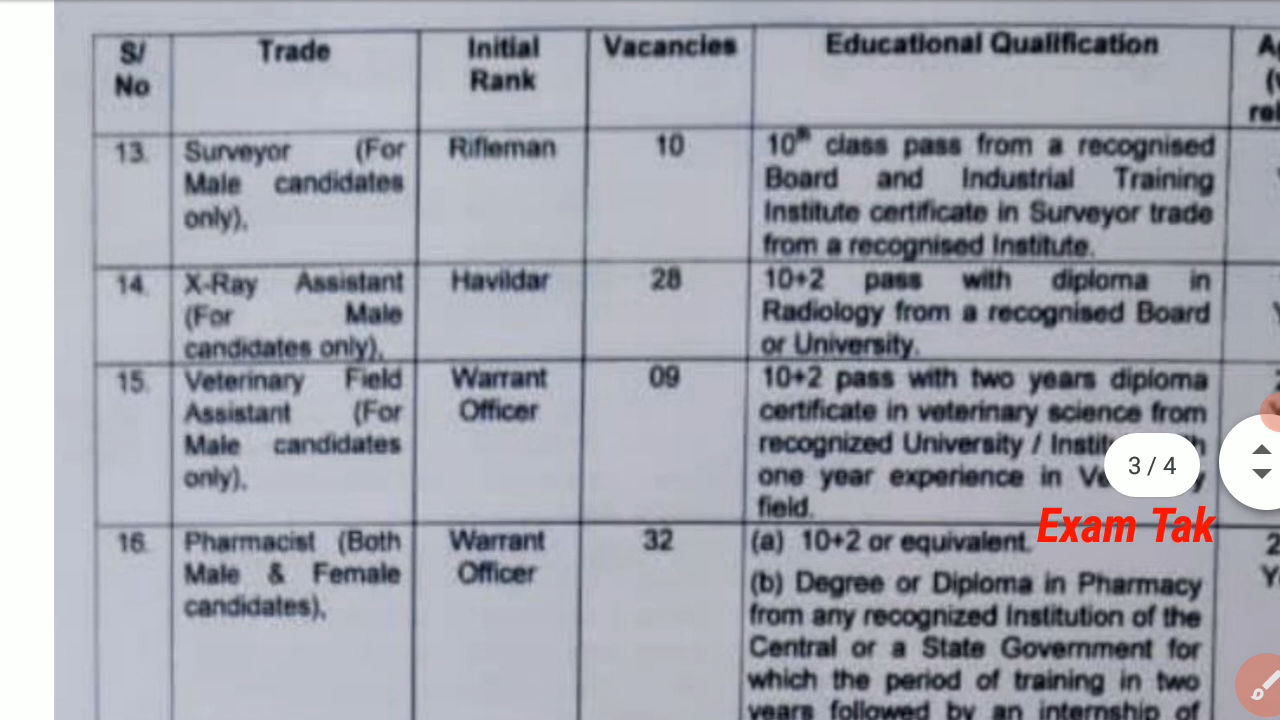 S/ No Trade Initial Rank Vacancies Educational Qualification
13. Surveyor (For Male candidates only), Rifleman 10 10th class pass from a recognised
Board and Industrial Training
Institute certificate in Surveyor trade
from a recognised Institute.
14. X-Ray Assistant (For Male candidates only), Havildar 28 10+2 pass with diploma in
Radiology from a recognised Board
or University.
15. Veterinary Field Assistant (For Male candidates only), Warrant Officer 09 10+2 pass with two years diploma
certificate in veterinary science from
recognized University /
one year experience in
field.
3 / 4
Exam Tak
16. Pharmacist (Both Male & Female candidates), Warrant Officer 32 (a) 10+2 or equivalent.
(b) Degree or Diploma in Pharmacy
from any recognized Institution of the
Central or a State Government for
which the period of training in two
years followed by an internship of